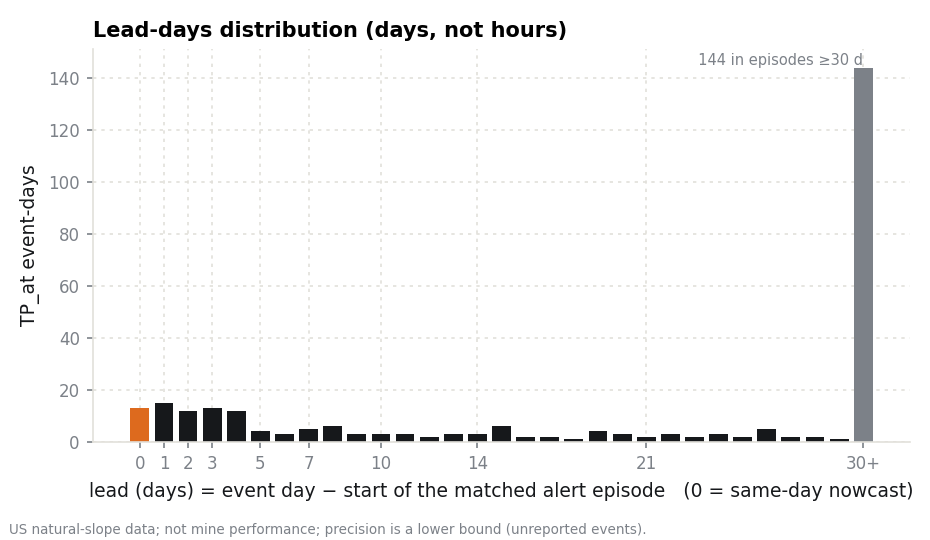 Lead-days distribution (days, not hours)
144 in episodes ≥30 d
140
120
100
80
60
40
20
0
TP_at event-days
0 1 2 3 5 7 10 14 21 30+
lead (days) = event day − start of the matched alert episode (0 = same-day nowcast)
US natural-slope data; not mine performance; precision is a lower bound (unreported events).